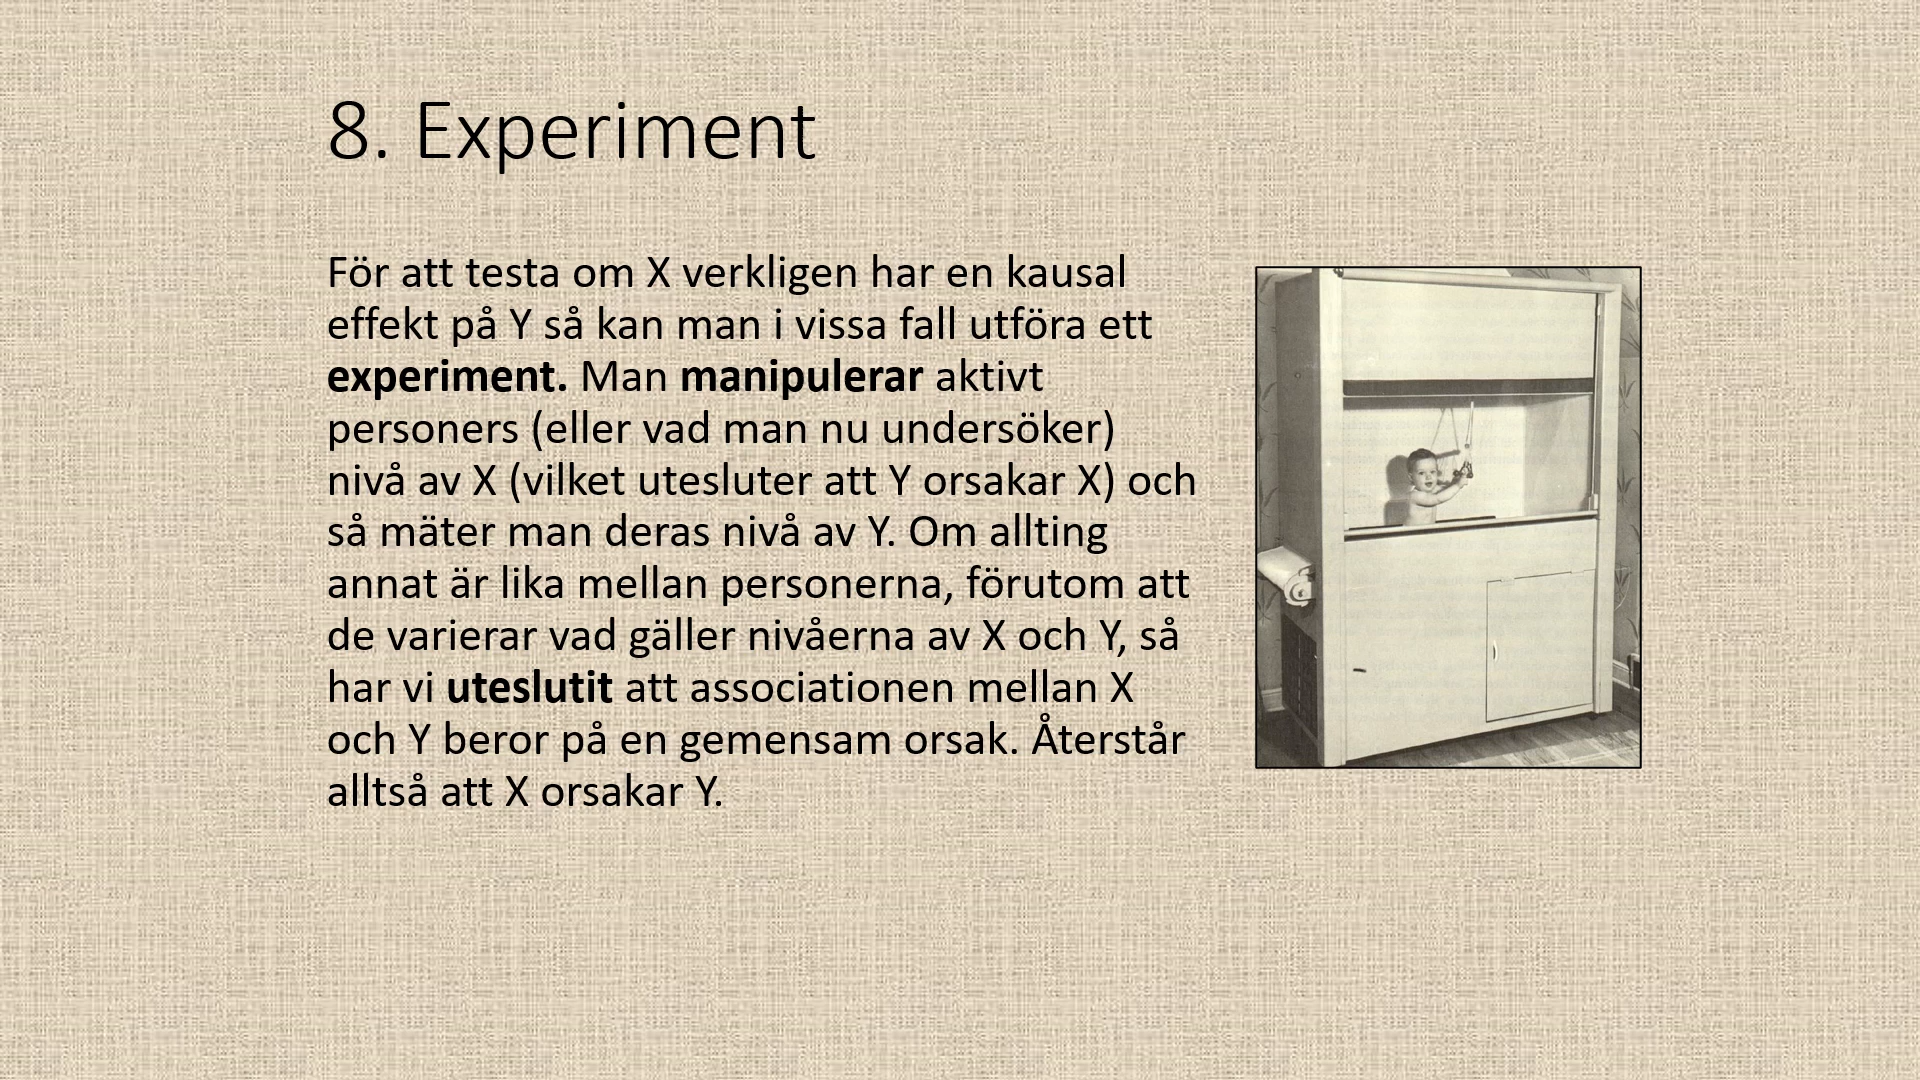 8. Experiment
För att testa om X verkligen har en kausal
effekt på Y så kan man i vissa fall utföra ett
experiment. Man manipulerar aktivt
personers (eller vad man nu undersöker)
nivå av X (vilket utesluter att Y orsakar X) och
så mäter man deras nivå av Y. Om allting
annat är lika mellan personerna, förutom att
de varierar vad gäller nivåerna av X och Y, så
har vi uteslutit att associationen mellan X
och Y beror på en gemensam orsak. Återstår
alltså att X orsakar Y.